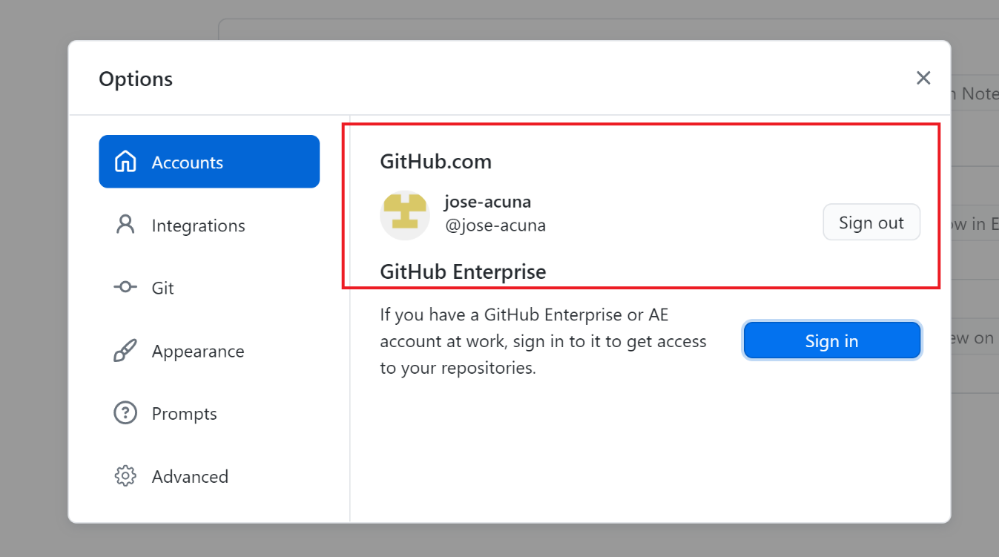 Options
Accounts
Integrations
Git
Appearance
Prompts
Advanced
GitHub.com
jose-acuna
@jose-acuna
Sign out
GitHub Enterprise
If you have a GitHub Enterprise or AE
account at work, sign in to it to get access
to your repositories.
Sign in
Note
ow in E
ew on